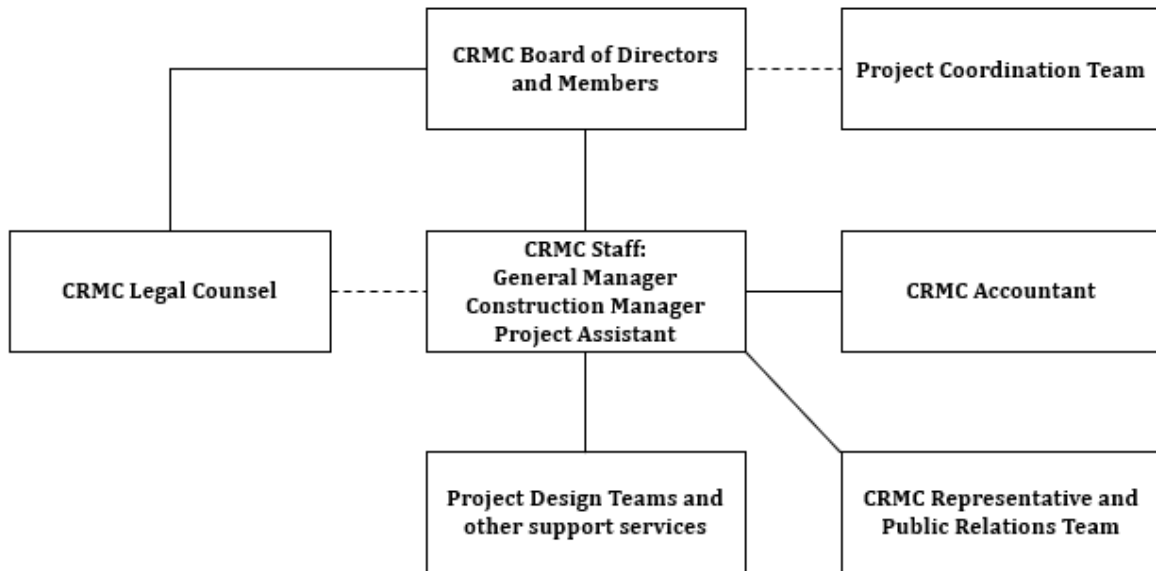 CRMC Board of Directors
and Members
Project Coordination Team
CRMC Legal Counsel
CRMC Staff:
General Manager
Construction Manager
Project Assistant
CRMC Accountant
Project Design Teams and
other support services
CRMC Representative and
Public Relations Team